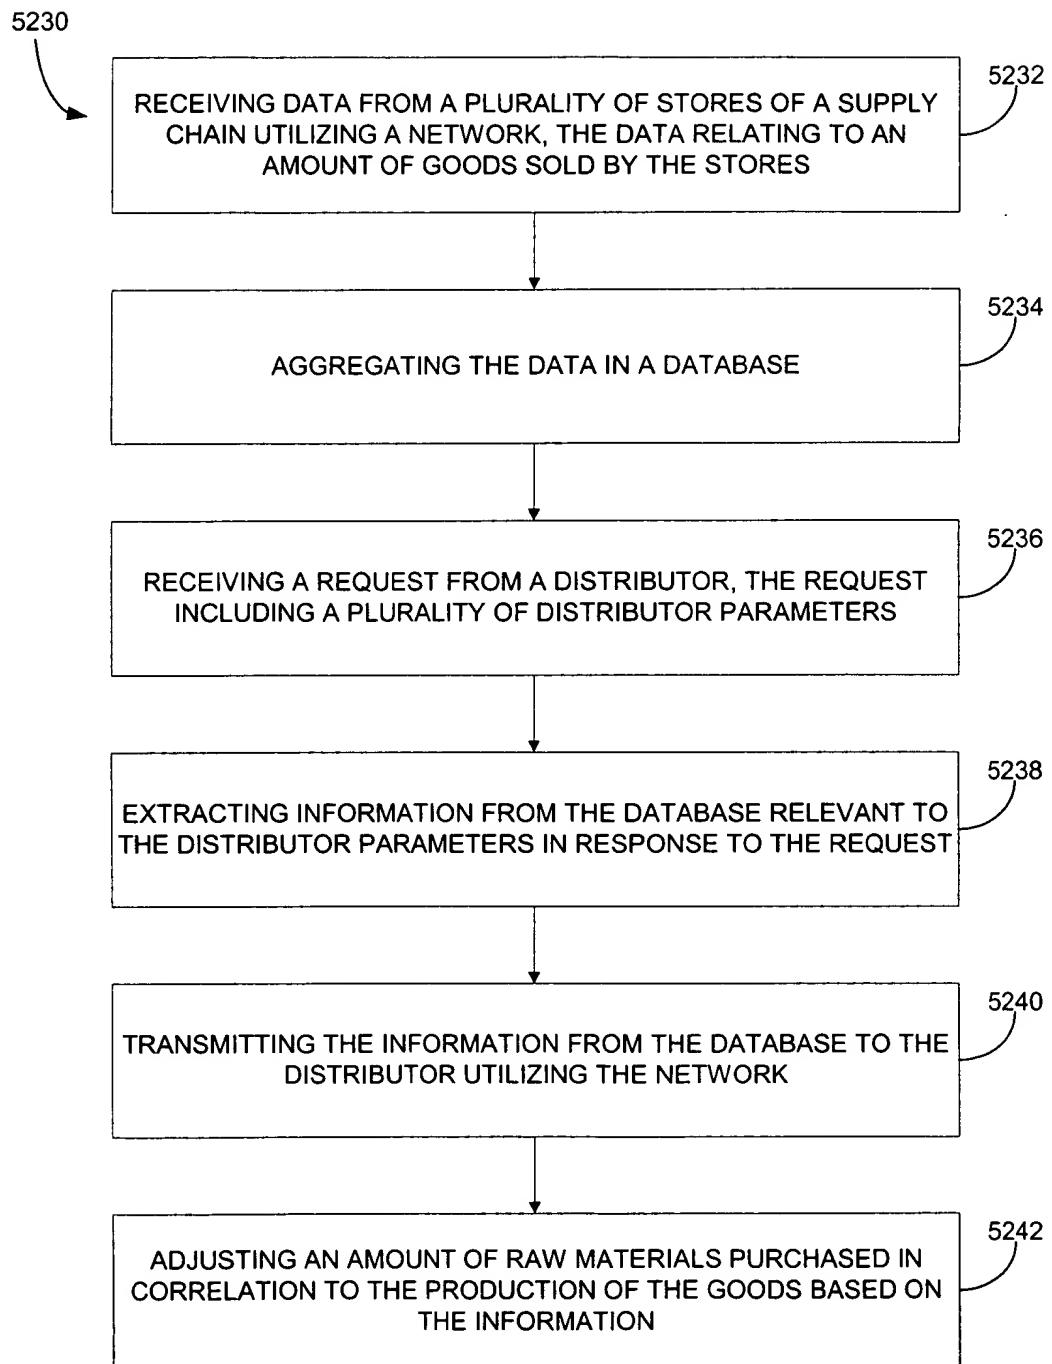 5230
5232
RECEIVING DATA FROM A PLURALITY OF STORES OF A SUPPLY
CHAIN UTILIZING A NETWORK, THE DATA RELATING TO AN
AMOUNT OF GOODS SOLD BY THE STORES
5234
AGGREGATING THE DATA IN A DATABASE
5236
RECEIVING A REQUEST FROM A DISTRIBUTOR, THE REQUEST
INCLUDING A PLURALITY OF DISTRIBUTOR PARAMETERS
5238
EXTRACTING INFORMATION FROM THE DATABASE RELEVANT TO
THE DISTRIBUTOR PARAMETERS IN RESPONSE TO THE REQUEST
5240
TRANSMITTING THE INFORMATION FROM THE DATABASE TO THE
DISTRIBUTOR UTILIZING THE NETWORK
5242
ADJUSTING AN AMOUNT OF RAW MATERIALS PURCHASED IN
CORRELATION TO THE PRODUCTION OF THE GOODS BASED ON
THE INFORMATION